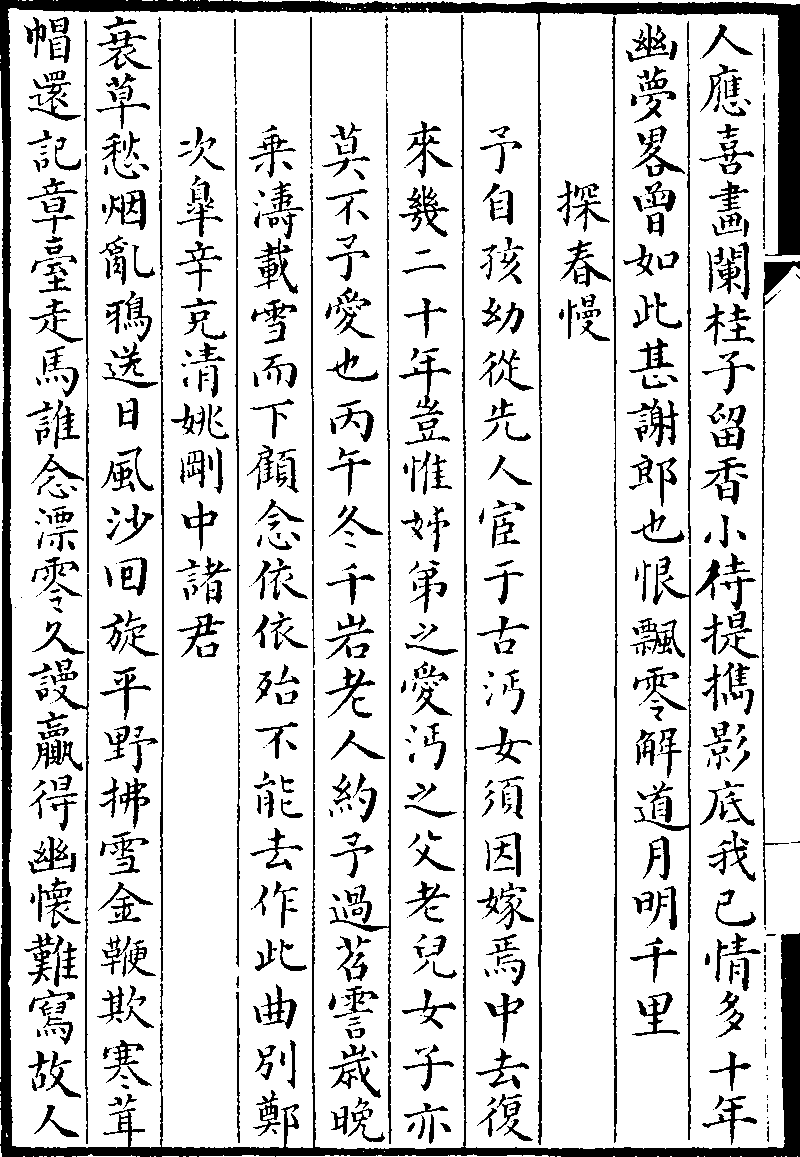 人應喜畫闌桂子留香小待提攜影底我已情多十年
幽夢畧曾如此甚謝郎也恨飄零解道月明千里
探春慢
予自孩幼從先人宦于古沔女須因嫁焉中去復
來幾二十年豈惟姊弟之愛沔之父老兒女子亦
莫不予愛也丙午冬千岩老人約予過苕霅歲晚
乗濤載雪而下顧念依依殆不能去作此曲别鄭
次臯辛克清姚剛中諸君
衰草愁烟亂鴉送日風沙囘旋平野拂雪金鞭欺寒茸
帽還記章臺走馬誰念漂零久謾贏得幽懷難寫故人